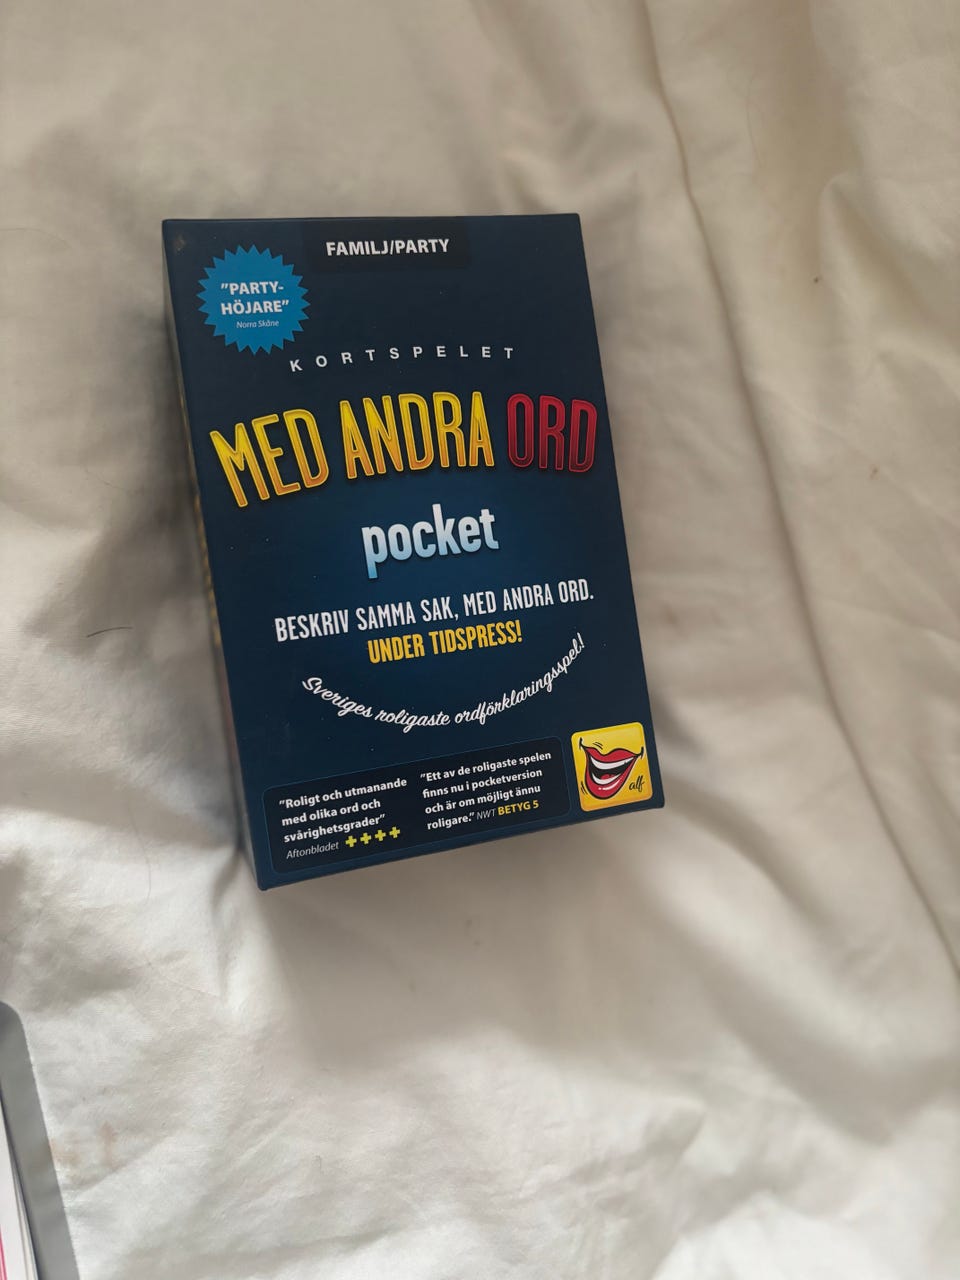 FAMILJ/PARTY
"PARTY-
HÖJARE"
Norra Skåne
KORTSPELET
MED ANDRA ORD
pocket
BESKRIV SAMMA SAK, MED ANDRA ORD.
UNDER TIDSPRESS!
Sveriges roligaste ordförklaringsspel!
"Roligt och utmanande
med olika ord och
svårighetsgrader"
Aftonbladet ++++
"Ett av de roligaste spelen
finns nu i pocketversion
och är om möjligt ännu
roligare." NWT BETYG 5
alf